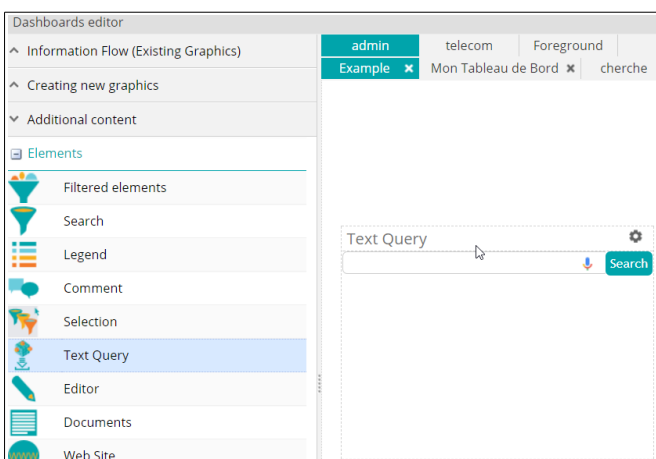 Dashboards editor
Information Flow (Existing Graphics)
Creating new graphics
Additional content
Elements
Filtered elements
Search
Legend
Comment
Selection
Text Query
Editor
Documents
Web Site
admin telecom Foreground
Example Mon Tableau de Bord cherche
Text Query
Search